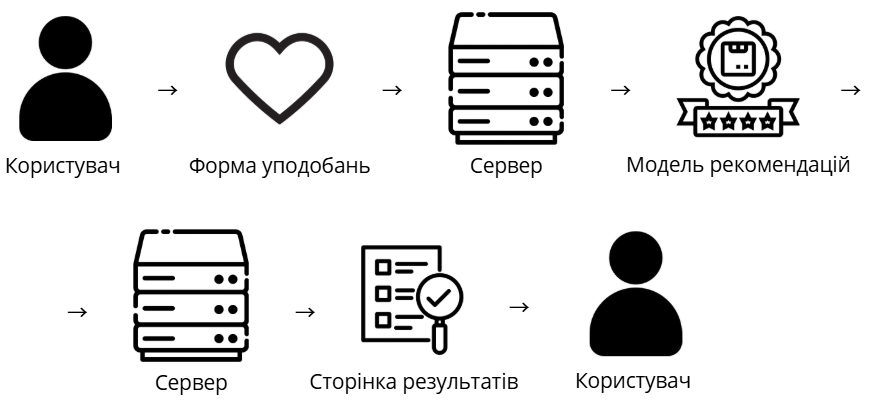 Користувач
Форма уподобань
Сервер
Модель рекомендацій
Сервер
Сторінка результатів
Користувач